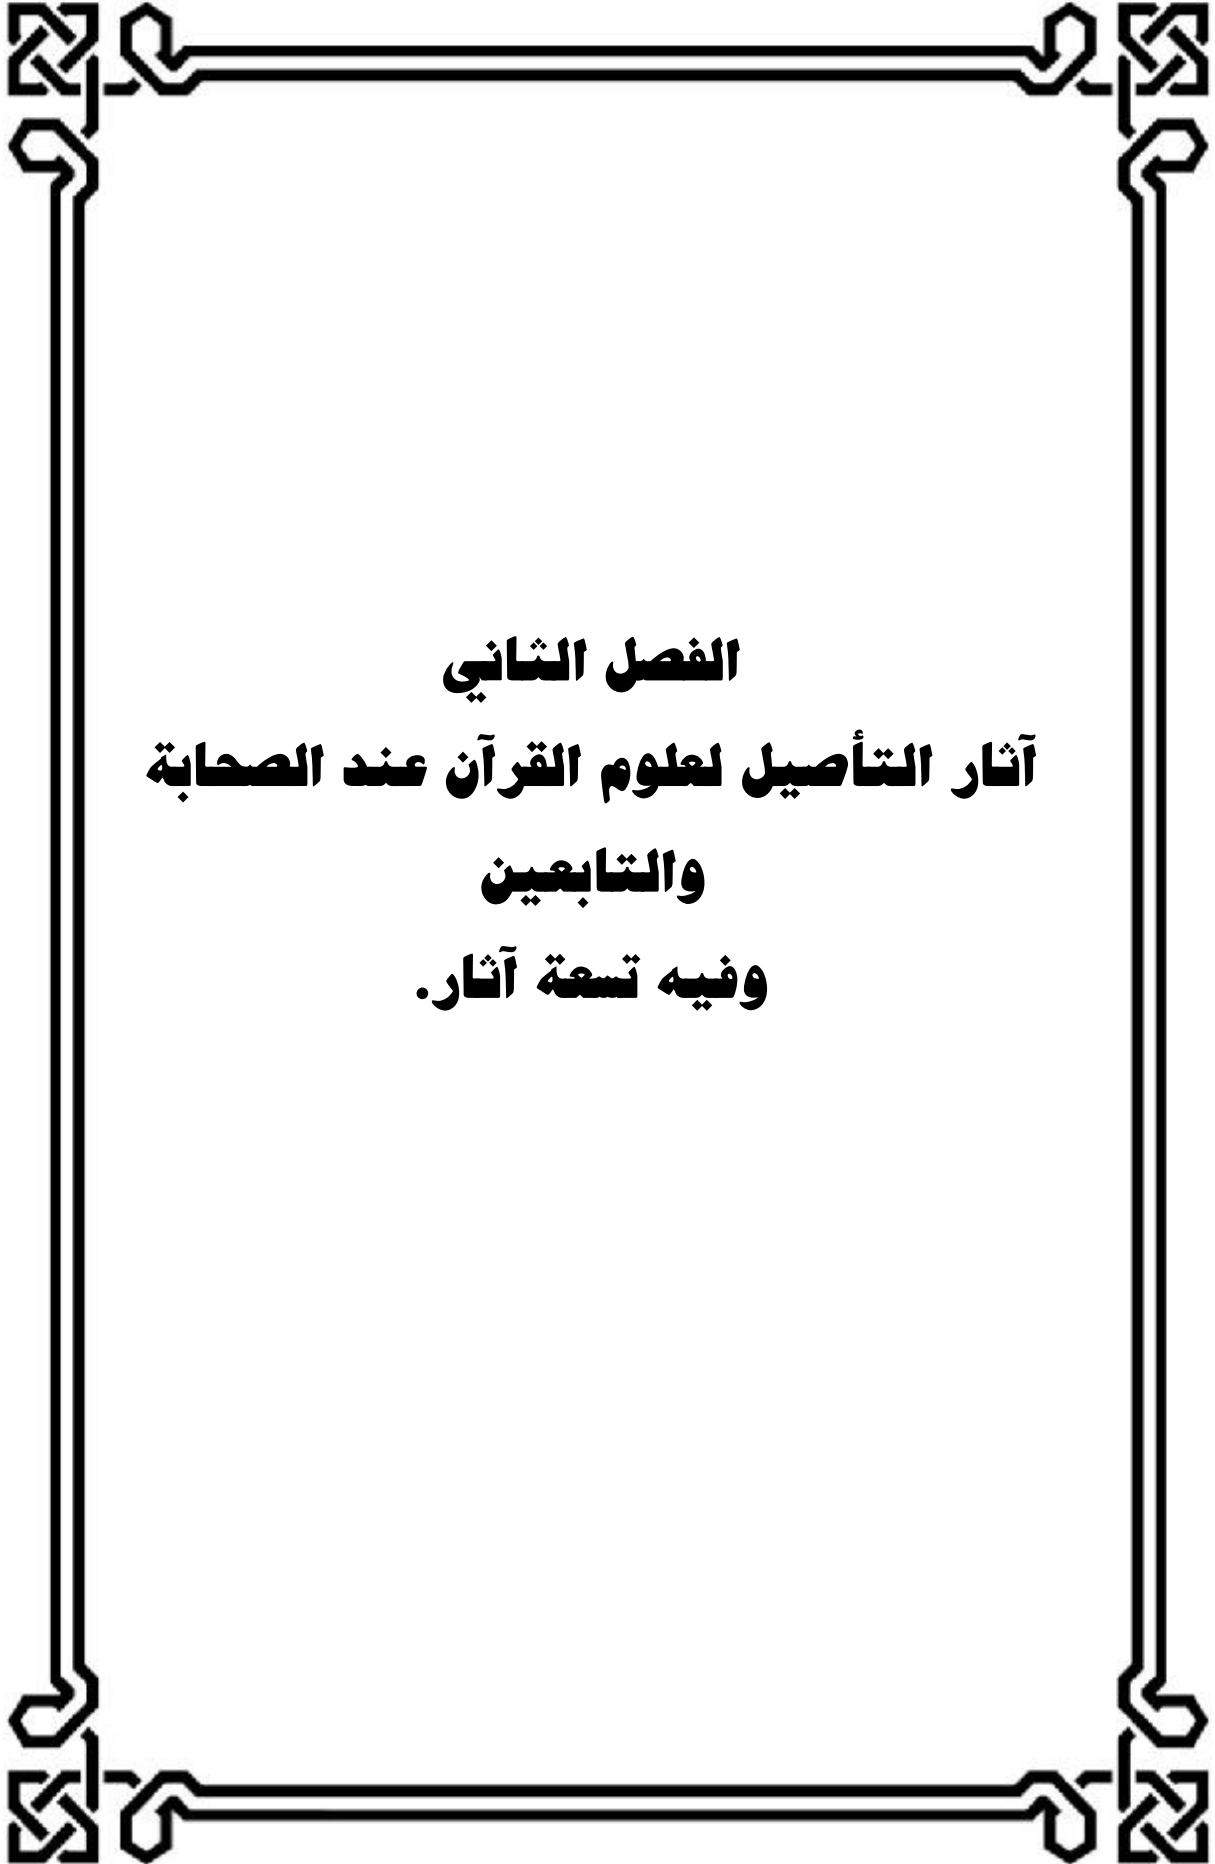 الفصل الثاني
آثار التأصيل لعلوم القرآن عند الصحابة
والتابعين
وفيه تسعة آثار.